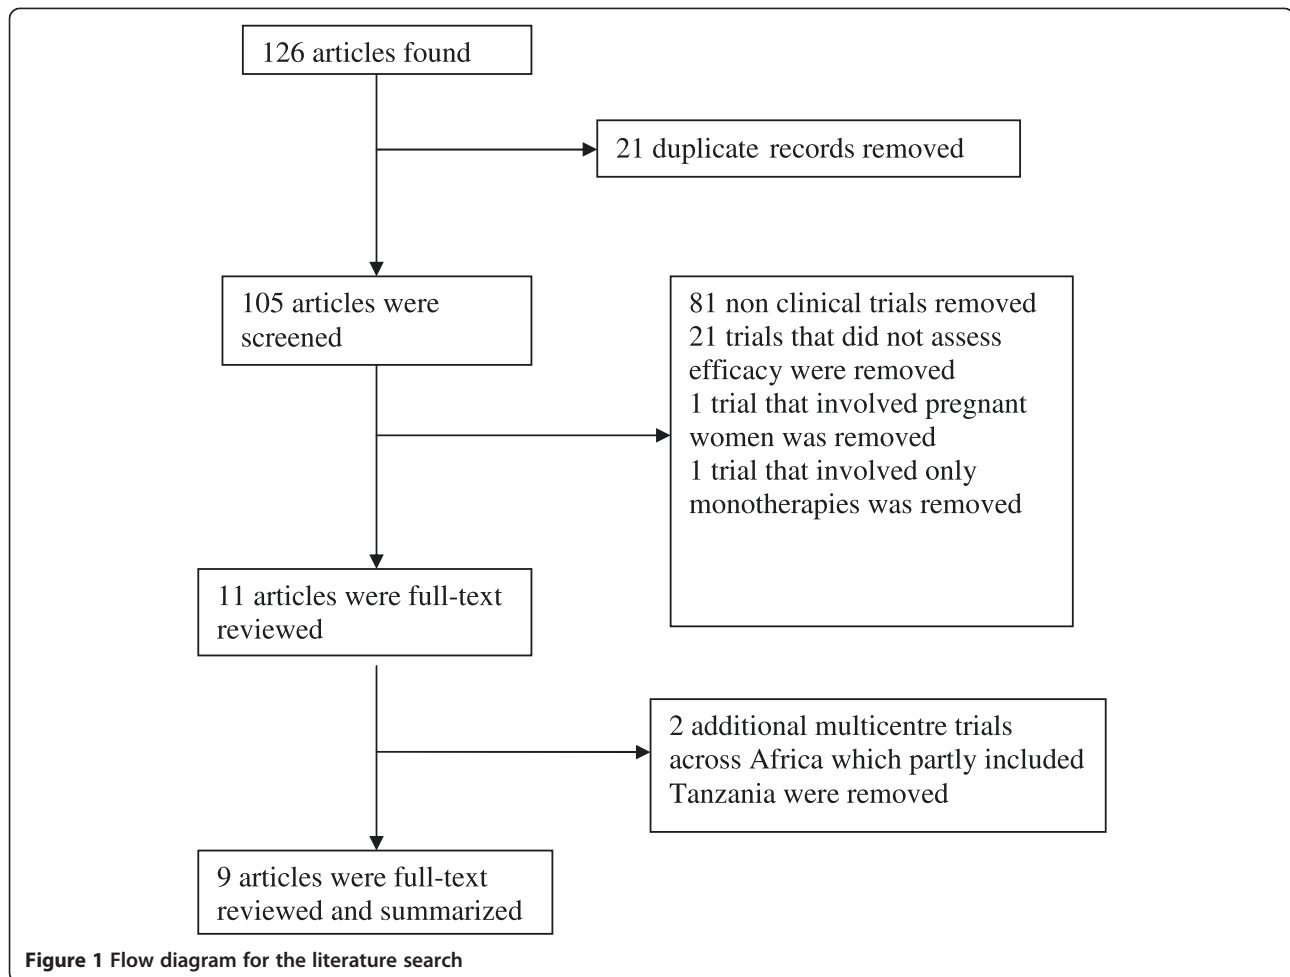 126 articles found
21 duplicate records removed
105 articles were
screened
81 non clinical trials removed
21 trials that did not assess
efficacy were removed
1 trial that involved pregnant
women was removed
1 trial that involved only
monotherapies was removed
11 articles were full-text
reviewed
2 additional multicentre trials
across Africa which partly included
Tanzania were removed
9 articles were full-text
reviewed and summarized
Figure 1 Flow diagram for the literature search